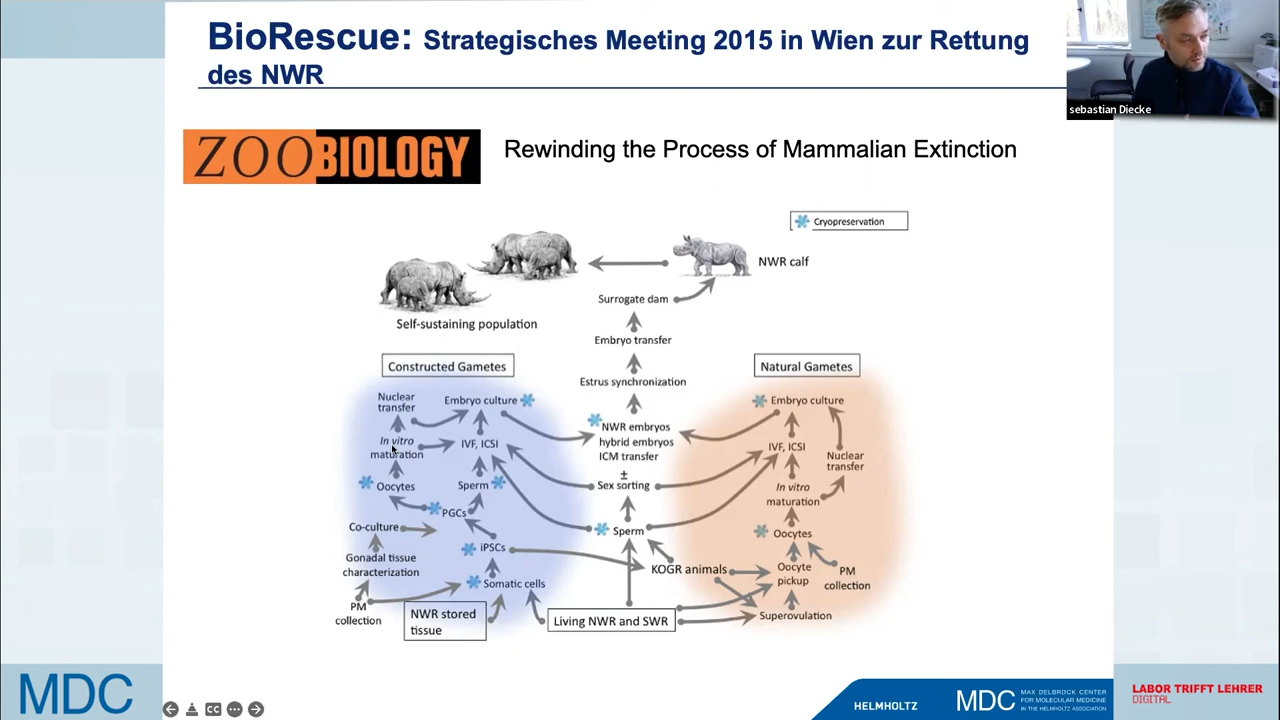 BioRescue: Strategisches Meeting 2015 in Wien zur Rettung
des NWR
sebastian Diecke
ZOOBIOLOGY
Rewinding the Process of Mammalian Extinction
Cryopreservation
NWR calf
Surrogate dam
Self-sustaining population
Embryo transfer
Constructed Gametes
Estrus synchronization
Natural Gametes
Nuclear
transfer
Embryo culture
In vitro
maturation
IVF, ICSI
Oocytes
Sperm
PGCs
Co-culture
iPSCs
Gonadal tissue
characterization
Somatic cells
PM
collection
NWR stored
tissue
NWR embryos
hybrid embryos
ICM transfer
±
Sex sorting
Sperm
KOGR animals
Living NWR and SWR
Embryo culture
IVF, ICSI
Nuclear
transfer
In vitro
maturation
Oocytes
Oocyte
pickup
PM
collection
Superovulation
MDC
CC
HELMHOLTZ
MDC
MAX DELBRÜCK CENTER
FOR MOLECULAR MEDICINE
IN THE HELMHOLTZ ASSOCIATION
LABOR TRIFFT LEHRER
DIGITAL